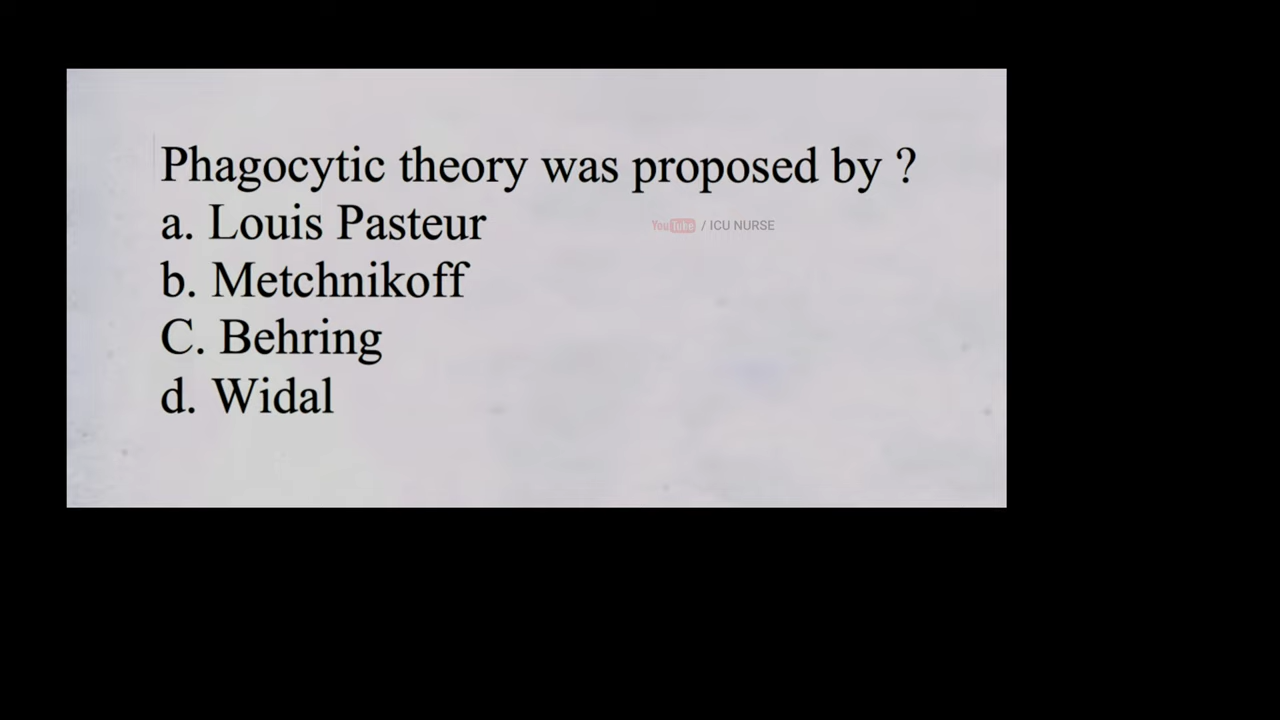 Phagocytic theory was proposed by ?
a. Louis Pasteur
YouTube / ICU NURSE
b. Metchnikoff
C. Behring
d. Widal